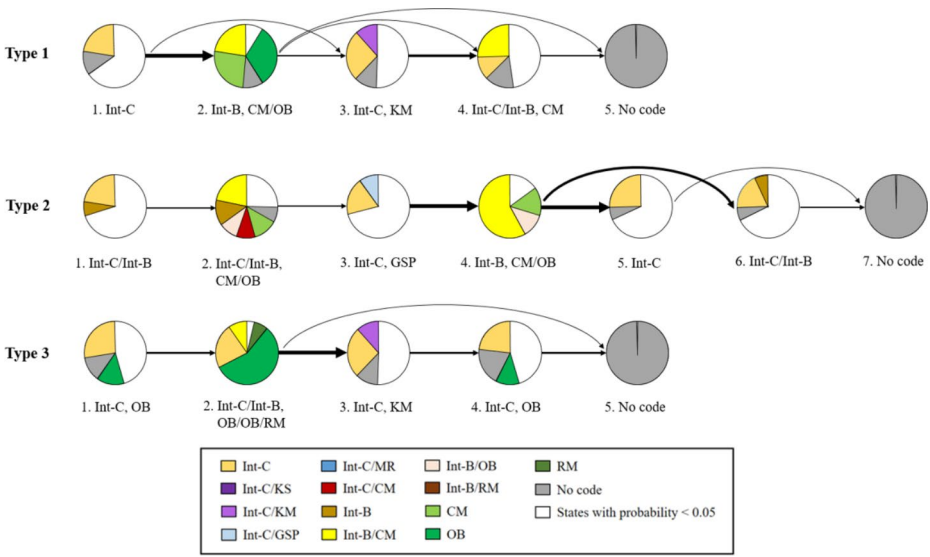 Type 1
1. Int-C
2. Int-B, CM/OB
3. Int-C, KM
4. Int-C/Int-B, CM
5. No code
Type 2
1. Int-C/Int-B
2. Int-C/Int-B,
CM/OB
3. Int-C, GSP
4. Int-B, CM/OB
5. Int-C
6. Int-C/Int-B
7. No code
Type 3
1. Int-C, OB
2. Int-C/Int-B,
OB/OB/RM
3. Int-C, KM
4. Int-C, OB
5. No code
Int-C
Int-C/KS
Int-C/KM
Int-C/GSP
Int-C/MR
Int-C/CM
Int-B
Int-B/CM
Int-B/OB
Int-B/RM
CM
OB
RM
No code
States with probability < 0.05